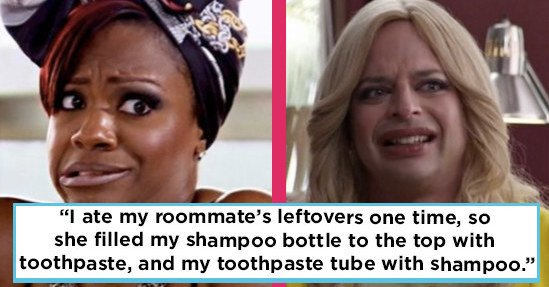 “I ate my roommate’s leftovers one time, so
she filled my shampoo bottle to the top with
toothpaste, and my toothpaste tube with shampoo.”